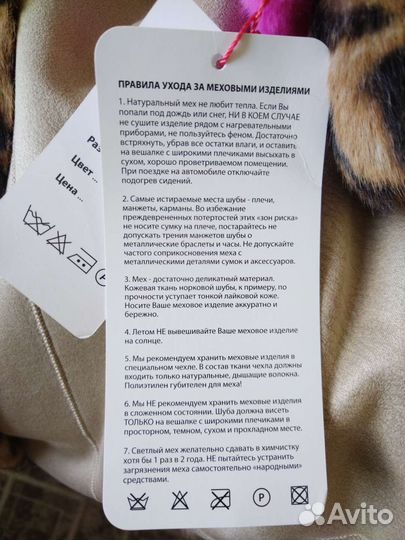 ПРАВИЛА УХОДА ЗА МЕХОВЫМИ ИЗДЕЛИЯМИ
1. Натуральный мех не любит тепла. Если Вы
попали под дождь или снег, НИ В КОЕМ СЛУЧАЕ
не сушите изделие рядом с нагревательными
приборами, не пользуйтесь феном. Достаточно
встряхнуть, убрав все остатки влаги, и оставить
на вешалке с широкими плечиками высыхать в
сухом, хорошо проветриваемом помещении.
При поездке на автомобиле отключайте
подогрев сидений.
2. Самые истираемые места шубы - плечи,
манжеты, карманы. Во избежание
преждевременных потертостей этих „зон риска"
не носите сумку на плече, постарайтесь не
допускать трения манжетов шубы о
металлические браслеты и часы. Не допускайте
частого соприкосновения меха с
металлическими деталями сумок и аксессуаров.
3. Мех - достаточно деликатный материал.
Кожевая ткань норковой шубы, к примеру, по
прочности уступает тонкой лайковой коже.
Носите Ваше меховое изделие аккуратно и
бережно.
4. Летом НЕ вывешивайте Ваше меховое изделие
на солнце.
5. Мы рекомендуем хранить меховые изделия в
специальном чехле. В состав ткани чехла должны
входить только натуральные, дышащие волокна.
Полиэтилен губителен для меха!
6. Мы НЕ рекомендуем хранить меховые изделия
в сложенном состоянии. Шуба должна висеть
ТОЛЬКО на вешалке с широкими плечиками в
просторном, темном, сухом и прохладном месте.
7. Светлый мех желательно сдавать в химчистку
хотя бы 1 раз в 2 года. НЕ пытайтесь устранить
загрязнения меха самостоятельно «народными»
средствами.
P
Раз
Цвет ...
Цена ...
P
Avito